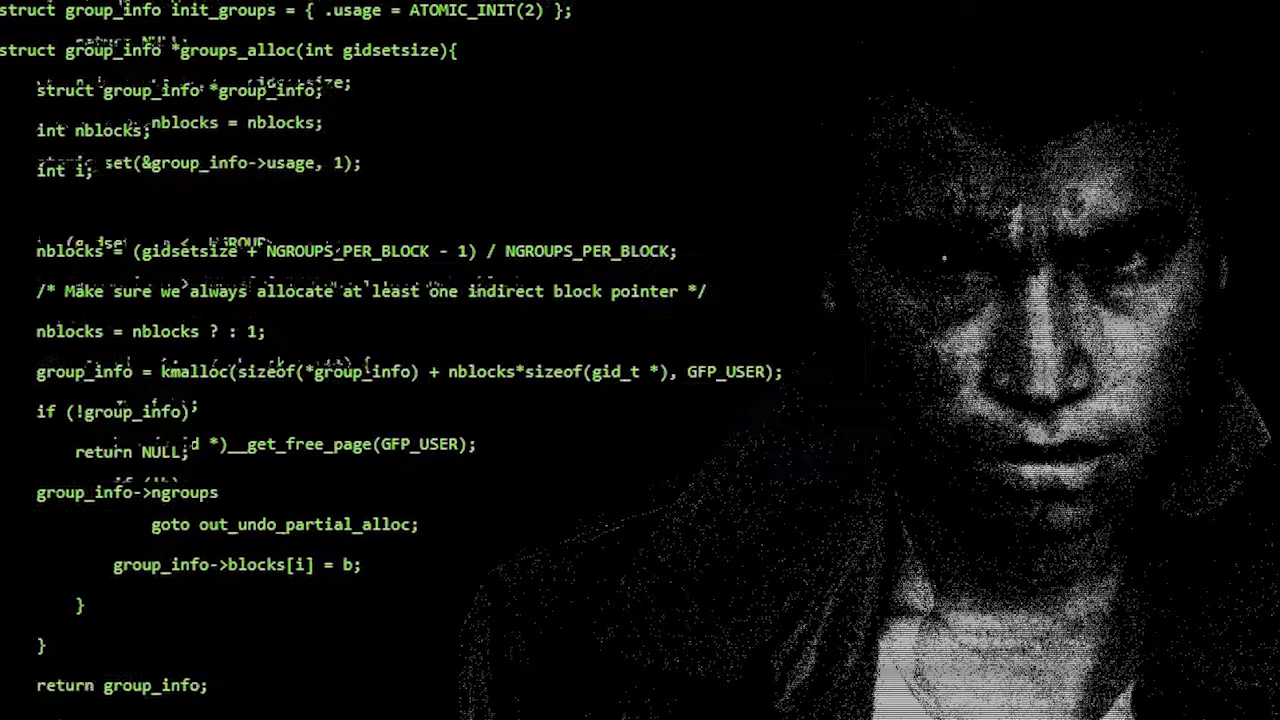 struct group_info init_groups = { .usage = ATOMIC_INIT(2) };
return NULL;
struct group_info *groups_alloc(int gidsetsize){
struct group_info *group_info;
nblocks = nblocks;
int nblocks;
set(&group_info->usage, 1);
int i;
nblocks = (gidsetsize + NGROUPS_PER_BLOCK - 1) / NGROUPS_PER_BLOCK;
/* Make sure we always allocate at least one indirect block pointer */
nblocks = nblocks ? : 1;
group_info = kmalloc(sizeof(*group_info) + nblocks*sizeof(gid_t *), GFP_USER);
if (!group_info)
*)__get_free_page(GFP_USER);
return NULL;
group_info->ngroups
goto out_undo_partial_alloc;
group_info->blocks[i] = b;
}
}
return group_info;